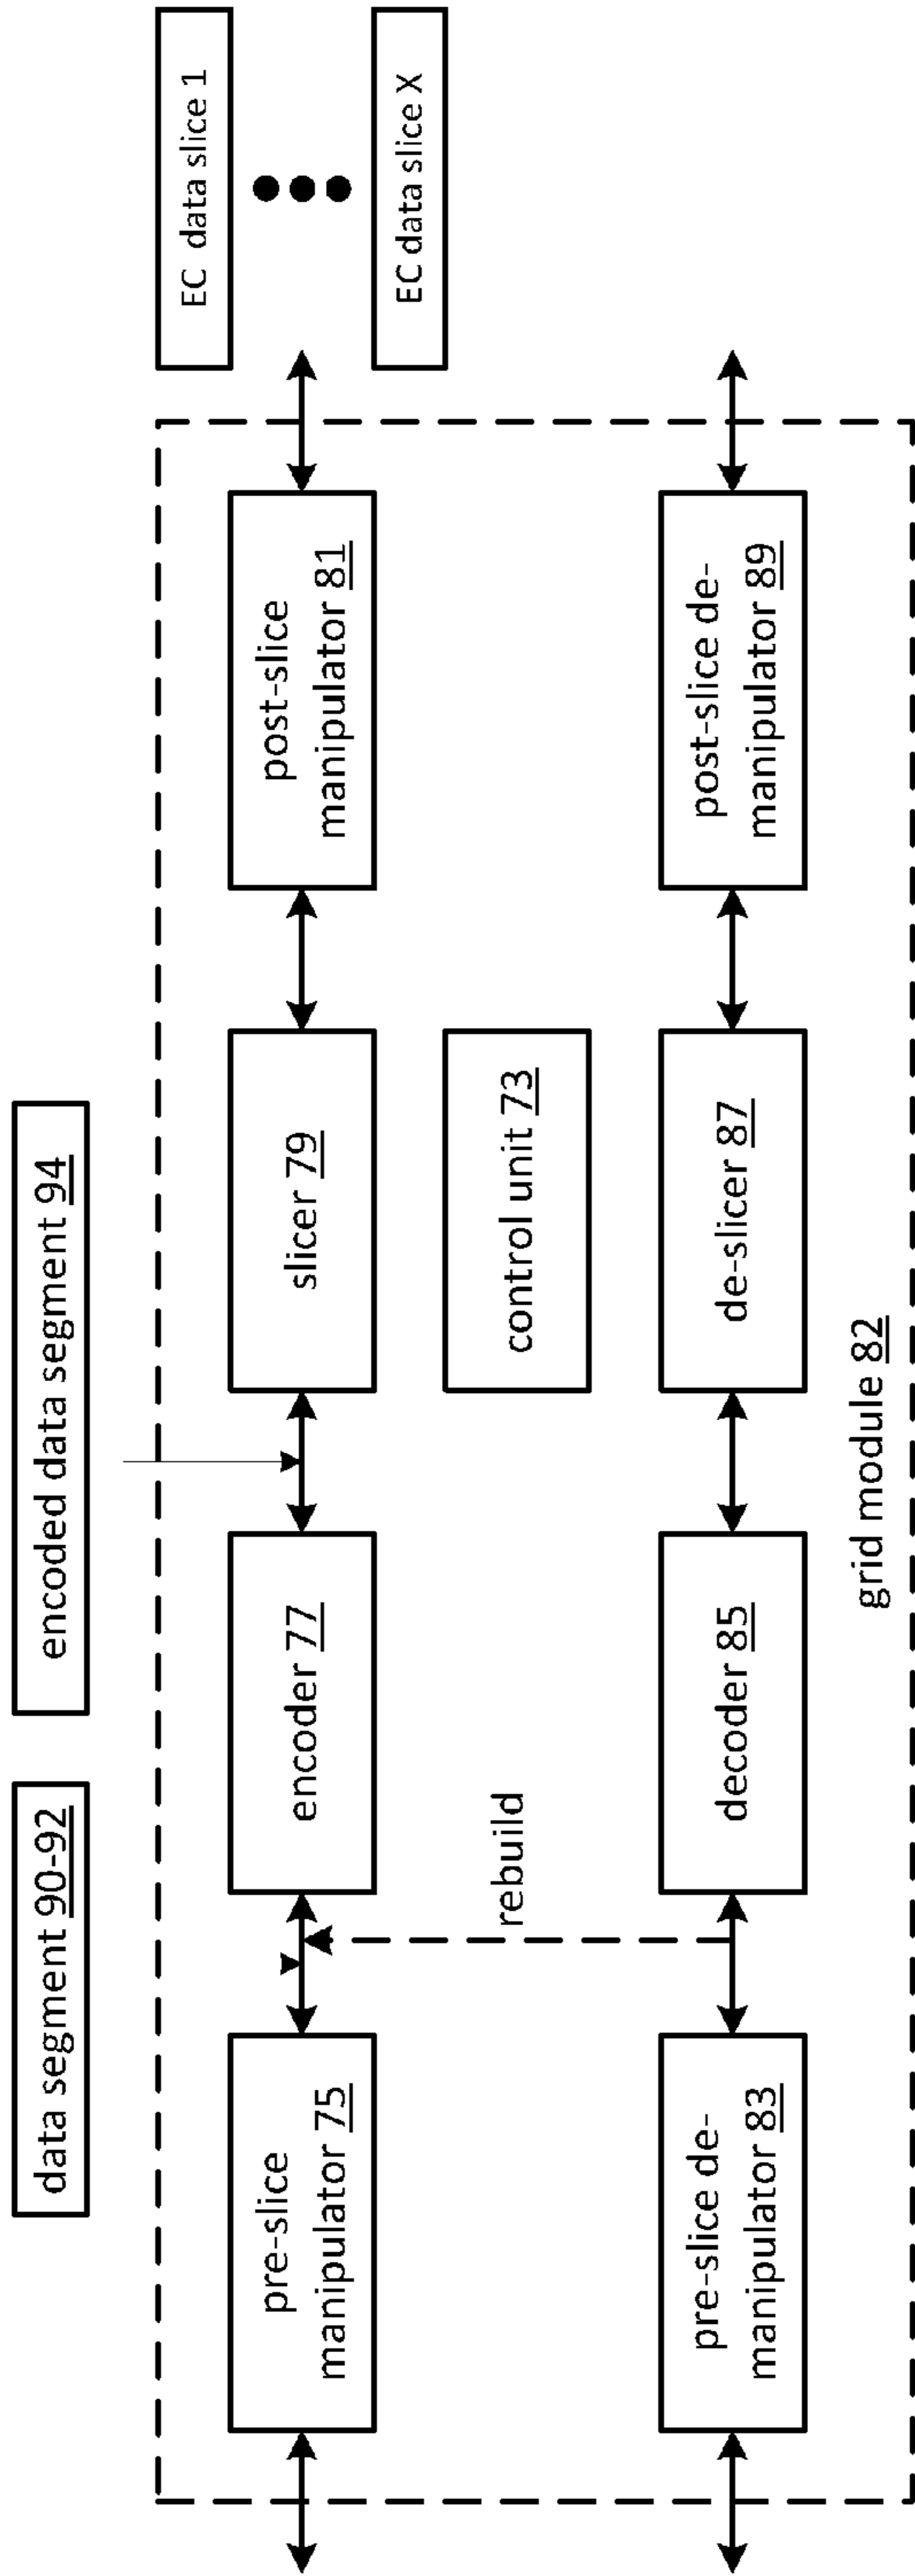 data segment 90-92
encoded data segment 94
EC data slice 1
EC data slice X
pre-slice
manipulator 75
encoder 77
slicer 79
post-slice
manipulator 81
rebuild
control unit 73
pre-slice de-
manipulator 83
decoder 85
de-slicer 87
post-slice de-
manipulator 89
grid module 82